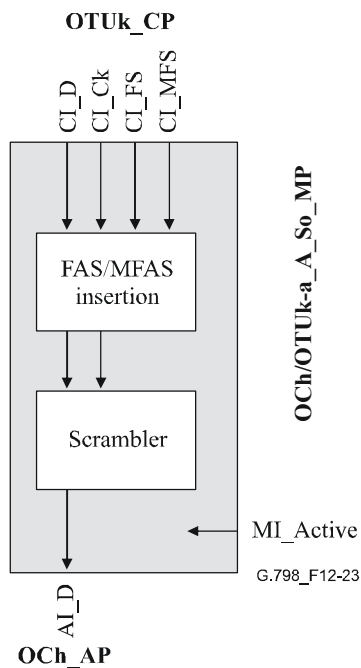 OTUk_CP
CI_D
CI_Ck
CI_FS
CI_MFS
FAS/MFAS
insertion
Scrambler
OCh/OTUk-a_A_So_MP
MI_Active
G.798_F12-23
AI_D
OCh_AP